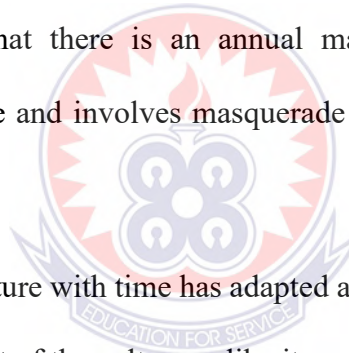 hat there is an annual ma
e and involves masquerade
ture with time has adapted a
EDUCATION FOR SERVICE